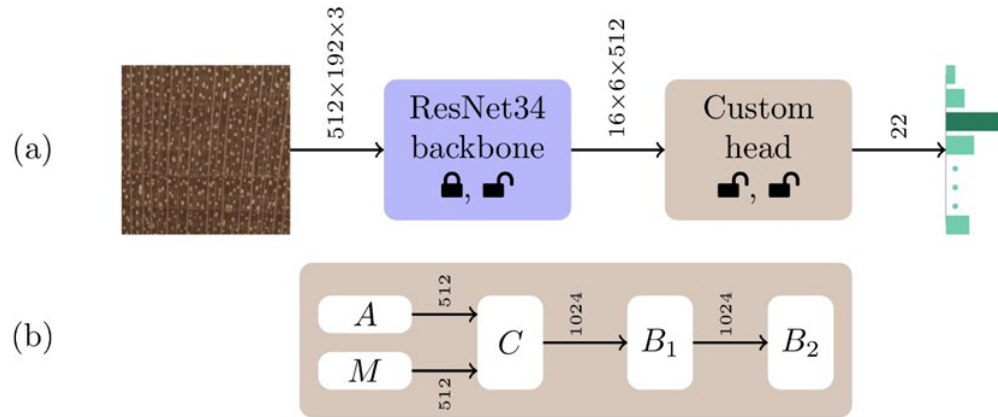 (a)
512×192×3
ResNet34
backbone
,
16×6×512
Custom
head
,
22
(b)
A
512
M
512
C
1024
B₁
1024
B₂